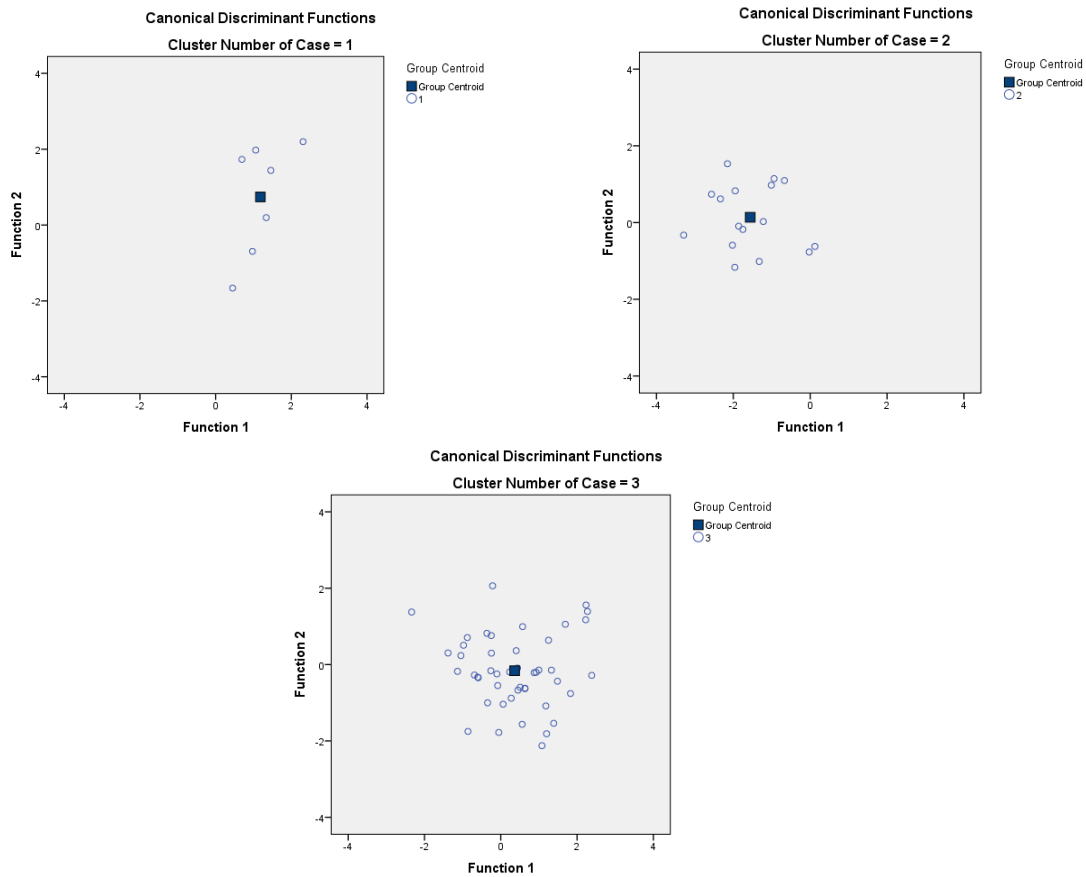 Canonical Discriminant Functions
Cluster Number of Case = 1
Group Centroid
Group Centroid
1
4
2
0
-2
-4
Function 2
-4 -2 0 2 4
Function 1
Canonical Discriminant Functions
Cluster Number of Case = 2
Group Centroid
Group Centroid
2
4
2
0
-2
-4
Function 2
-4 -2 0 2 4
Function 1
Canonical Discriminant Functions
Cluster Number of Case = 3
Group Centroid
Group Centroid
3
4
2
0
-2
-4
Function 2
-4 -2 0 2 4
Function 1